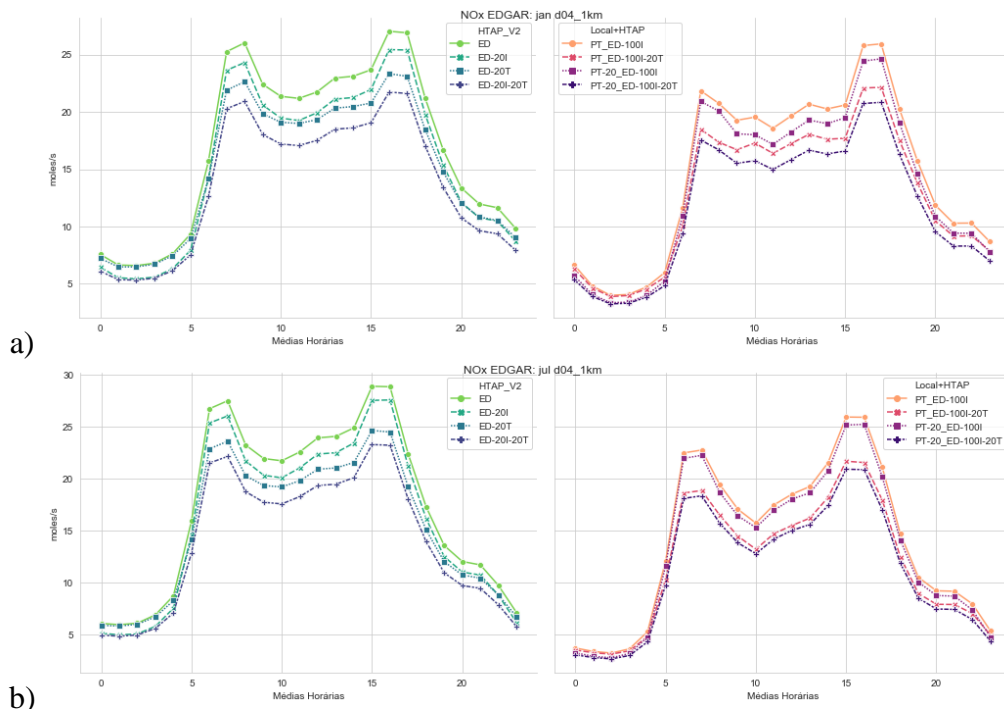 NOx EDGAR: jan d04_1km
HTAP_V2
ED
ED-20I
ED-20T
ED-20I-20T
Local+HTAP
PT_ED-100I
PT_ED-100I-20T
PT-20_ED-100I
PT-20_ED-100I-20T
25
20
15
10
5
moles/s
0 5 10 15 20
0 5 10 15 20
Médias Horárias
Médias Horárias
a)
NOx EDGAR: jul d04_1km
HTAP_V2
ED
ED-20I
ED-20T
ED-20I-20T
Local+HTAP
PT_ED-100I
PT_ED-100I-20T
PT-20_ED-100I
PT-20_ED-100I-20T
30
25
20
15
10
5
moles/s
0 5 10 15 20
0 5 10 15 20
Médias Horárias
Médias Horárias
b)